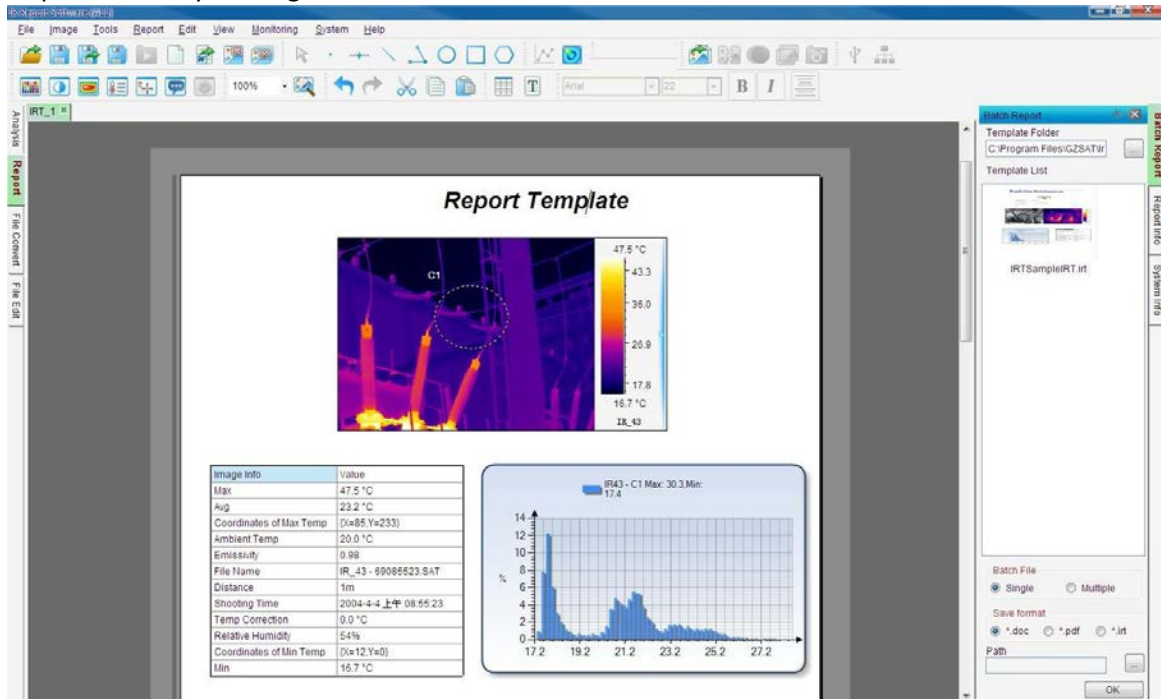 IR Report Software (AUD)
File Image Tools Report Edit View Monitoring System Help
100%
T Arial 22 B I
IRT_1 ×
Analysis
Report
File Convert
File Edit
Report Template
C1
47.5 °C
43.3
35.0
26.9
17.8
16.7 °C
IR_43
Image Info Value
Max 47.5 °C
Avg 23.2 °C
Coordinates of Max Temp {X=85,Y=233}
Ambient Temp 20.0 °C
Emissivity 0.98
File Name IR_43 - 69085523.SAT
Distance 1m
Shooting Time 2004-4-4 上午 08:55:23
Temp Correction 0.0 °C
Relative Humidity 54%
Coordinates of Min Temp {X=12,Y=0}
Min 16.7 °C
IR43 - C1 Max: 30.3,Min:
17.4
%
14
12
10
8
6
4
2
0
17.2 19.2 21.2 23.2 25.2 27.2
Batch Report
Template Folder
C:\Program Files\GZSAT\Ir ...
Template List
IRTSampleIRT.irt
Batch File
Single Multiple
Save format
*.doc *.pdf *.irt
Path
...
OK
Batch Report
Report Info
System Info